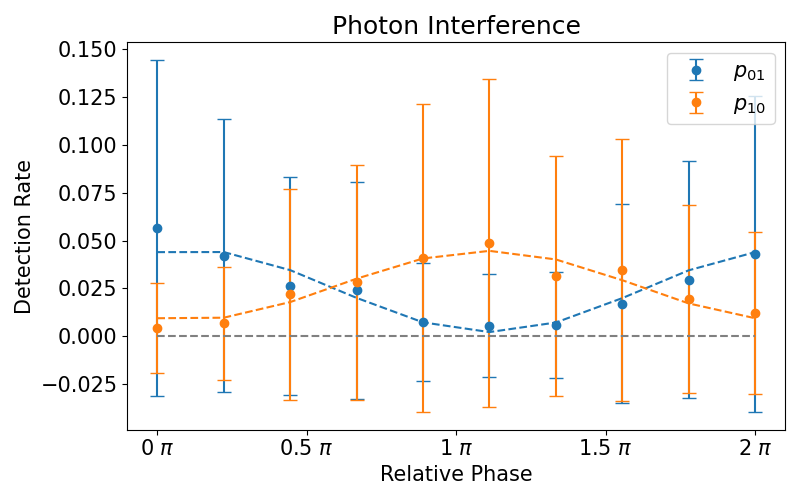 Photon Interference
Detection Rate
0.150
0.125
0.100
0.075
0.050
0.025
0.000
−0.025
p₀₁
p₁₀
0 π
0.5 π
1 π
1.5 π
2 π
Relative Phase